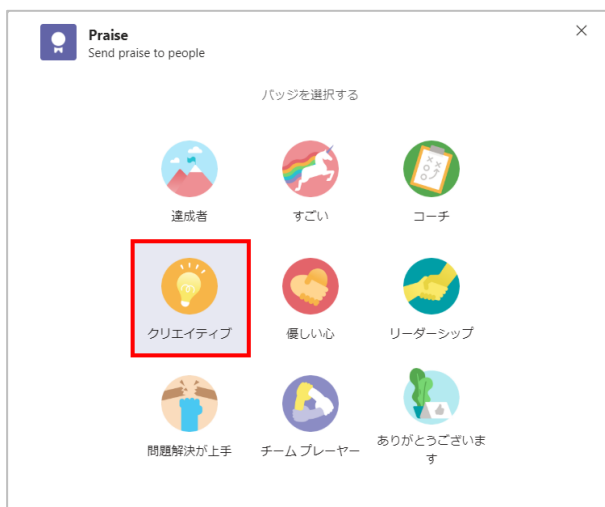 Praise
Send praise to people
バッジを選択する
達成者
すごい
コーチ
クリエイティブ
優しい心
リーダーシップ
問題解決が上手
チーム プレーヤー
ありがとうございま
す